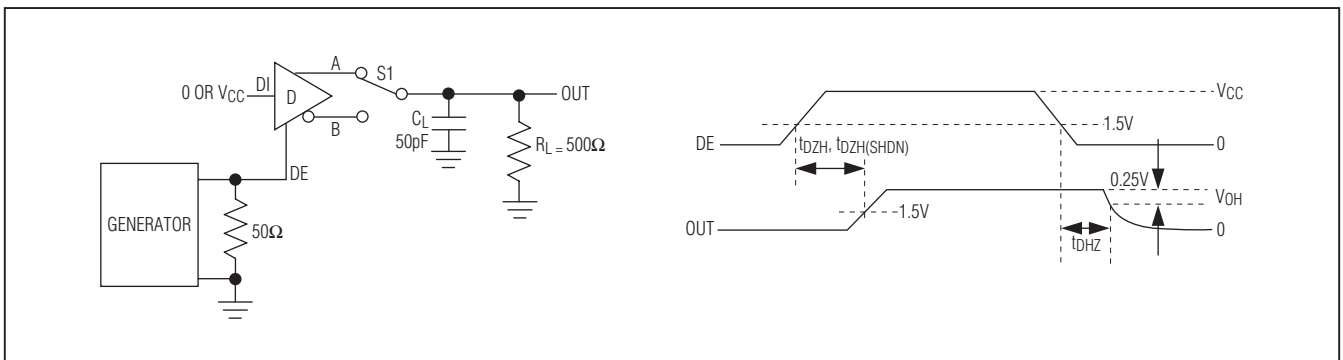 A
S1
0 OR VCC
DI
D
B
OUT
CL
50pF
RL = 500Ω
DE
GENERATOR
50Ω
VCC
1.5V
DE
0
tDZH, tDZH(SHDN)
0.25V
VOH
1.5V
OUT
0
tDHZ